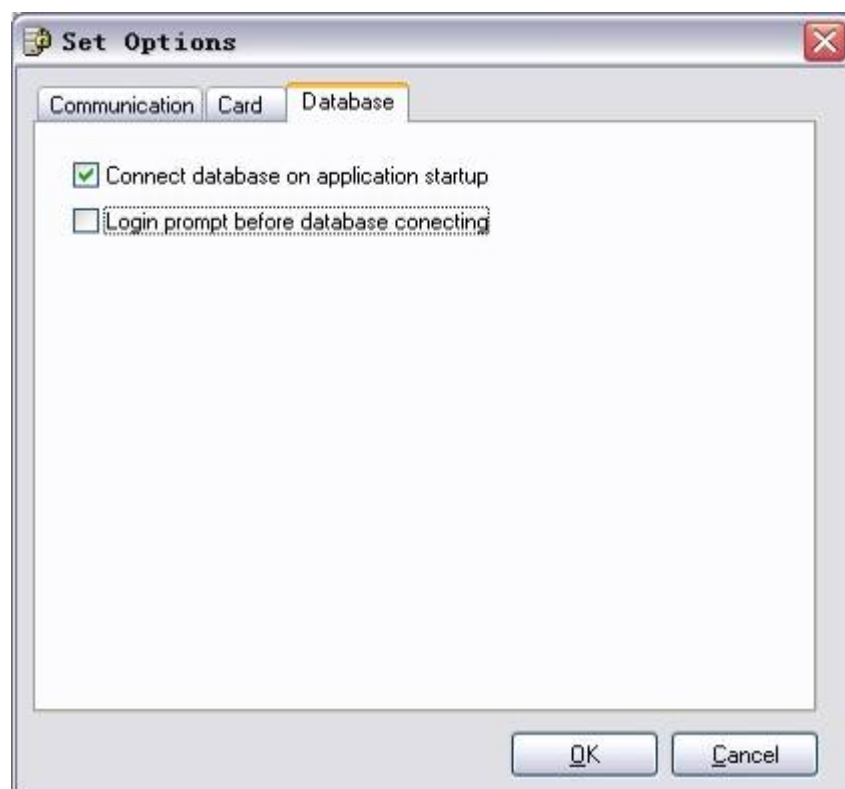 Set Options
Communication Card Database
Connect database on application startup
Login prompt before database conecting
OK Cancel